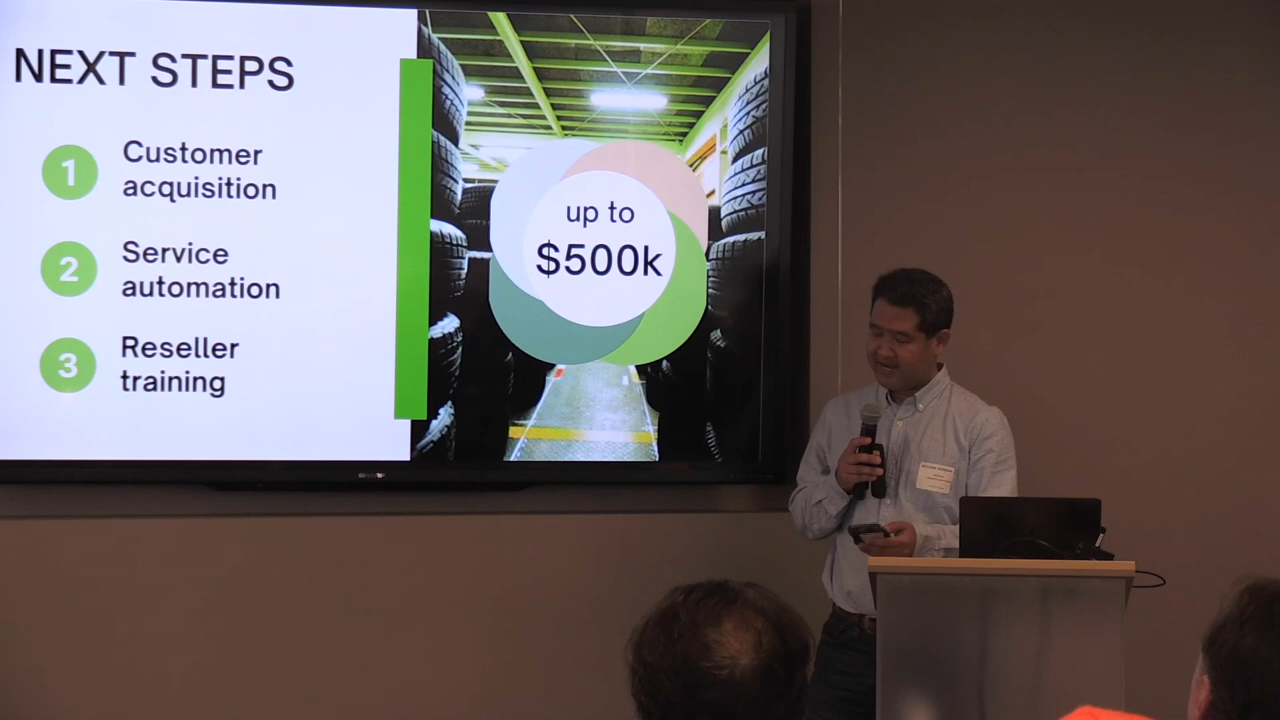 NEXT STEPS
1
Customer
acquisition
2
Service
automation
3
Reseller
training
up to
$500k